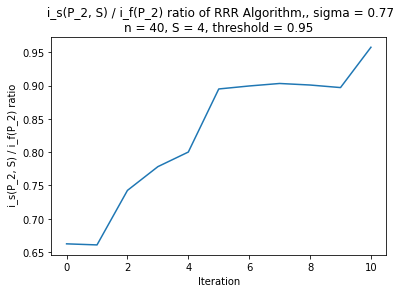 i_s(P_2, S) / i_f(P_2) ratio of RRR Algorithm,, sigma = 0.77
n = 40, S = 4, threshold = 0.95
i_s(P_2, S) / i_f(P_2) ratio
0.95
0.90
0.85
0.80
0.75
0.70
0.65
0 2 4 6 8 10
Iteration